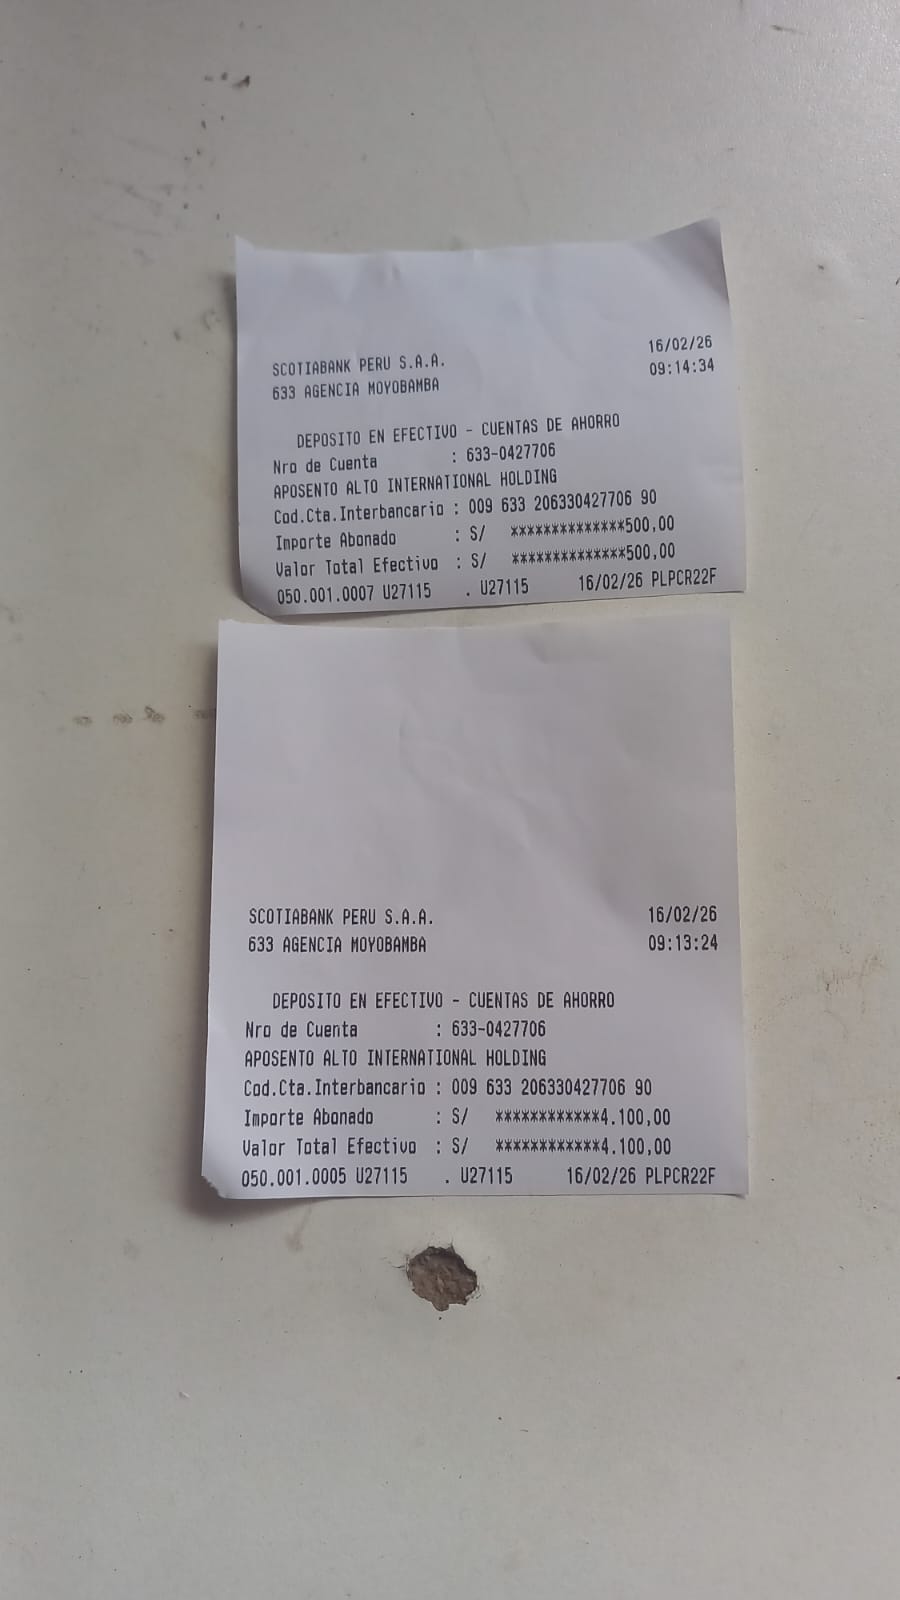 16/02/26
SCOTIABANK PERU S.A.A. 09:14:34
633 AGENCIA MOYOBAMBA
DEPOSITO EN EFECTIVO - CUENTAS DE AHORRO
Nro de Cuenta : 633-0427706
APOSENTO ALTO INTERNATIONAL HOLDING
Cod.Cta.Interbancario : 009 633 206330427706 90
Importe Abonado : S/ **************500,00
Valor Total Efectivo : S/ **************500,00
050.001.0007 U27115 . U27115 16/02/26 PLPCR22F
SCOTIABANK PERU S.A.A. 16/02/26
633 AGENCIA MOYOBAMBA 09:13:24
DEPOSITO EN EFECTIVO - CUENTAS DE AHORRO
Nro de Cuenta : 633-0427706
APOSENTO ALTO INTERNATIONAL HOLDING
Cod.Cta.Interbancario : 009 633 206330427706 90
Importe Abonado : S/ ************4.100,00
Valor Total Efectivo : S/ ************4.100,00
050.001.0005 U27115 . U27115 16/02/26 PLPCR22F